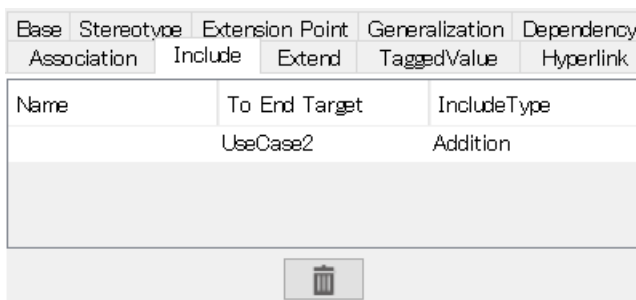 Base Stereotype Extension Point Generalization Dependency
Association Include Extend TaggedValue Hyperlink
Name To End Target IncludeType
UseCase2 Addition